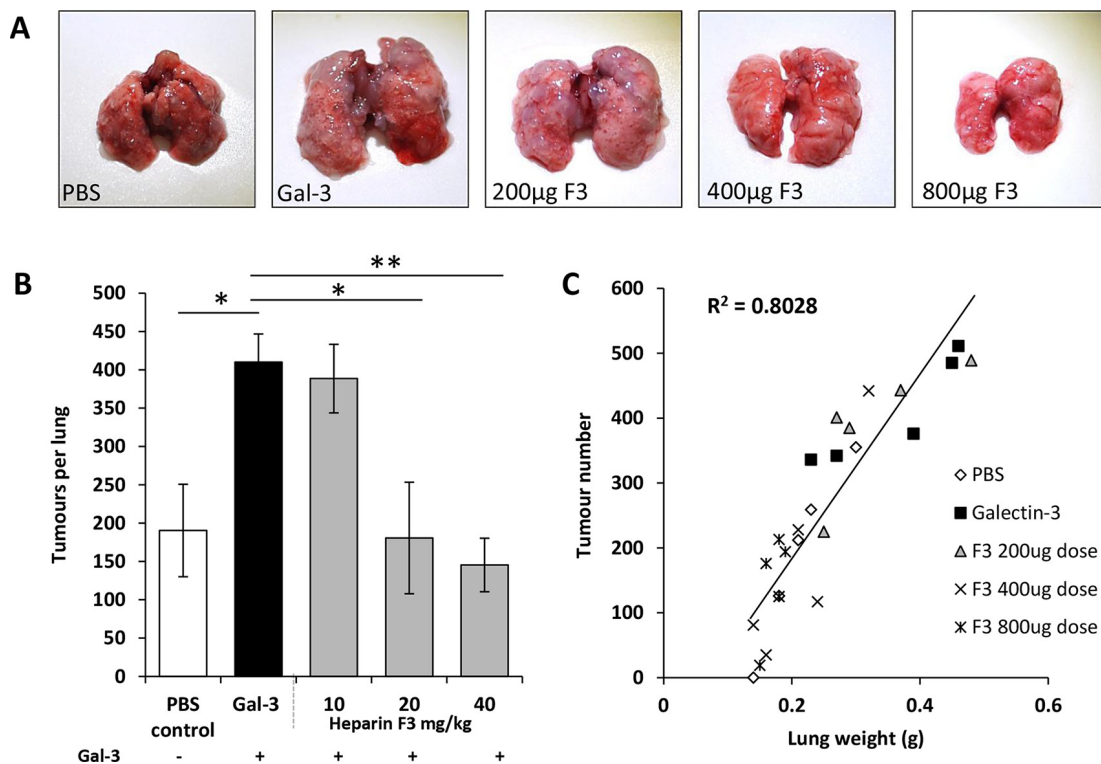 A
PBS
Gal-3
200µg F3
400µg F3
800µg F3
B
**
*
*
500
450
400
350
300
250
200
150
100
50
0
Tumours per lung
PBS control
Gal-3
10
20
40
Heparin F3 mg/kg
Gal-3
-
+
+
+
+
C
R² = 0.8028
600
500
400
300
200
100
0
Tumour number
0
0.2
0.4
0.6
Lung weight (g)
PBS
Galectin-3
F3 200ug dose
F3 400ug dose
F3 800ug dose